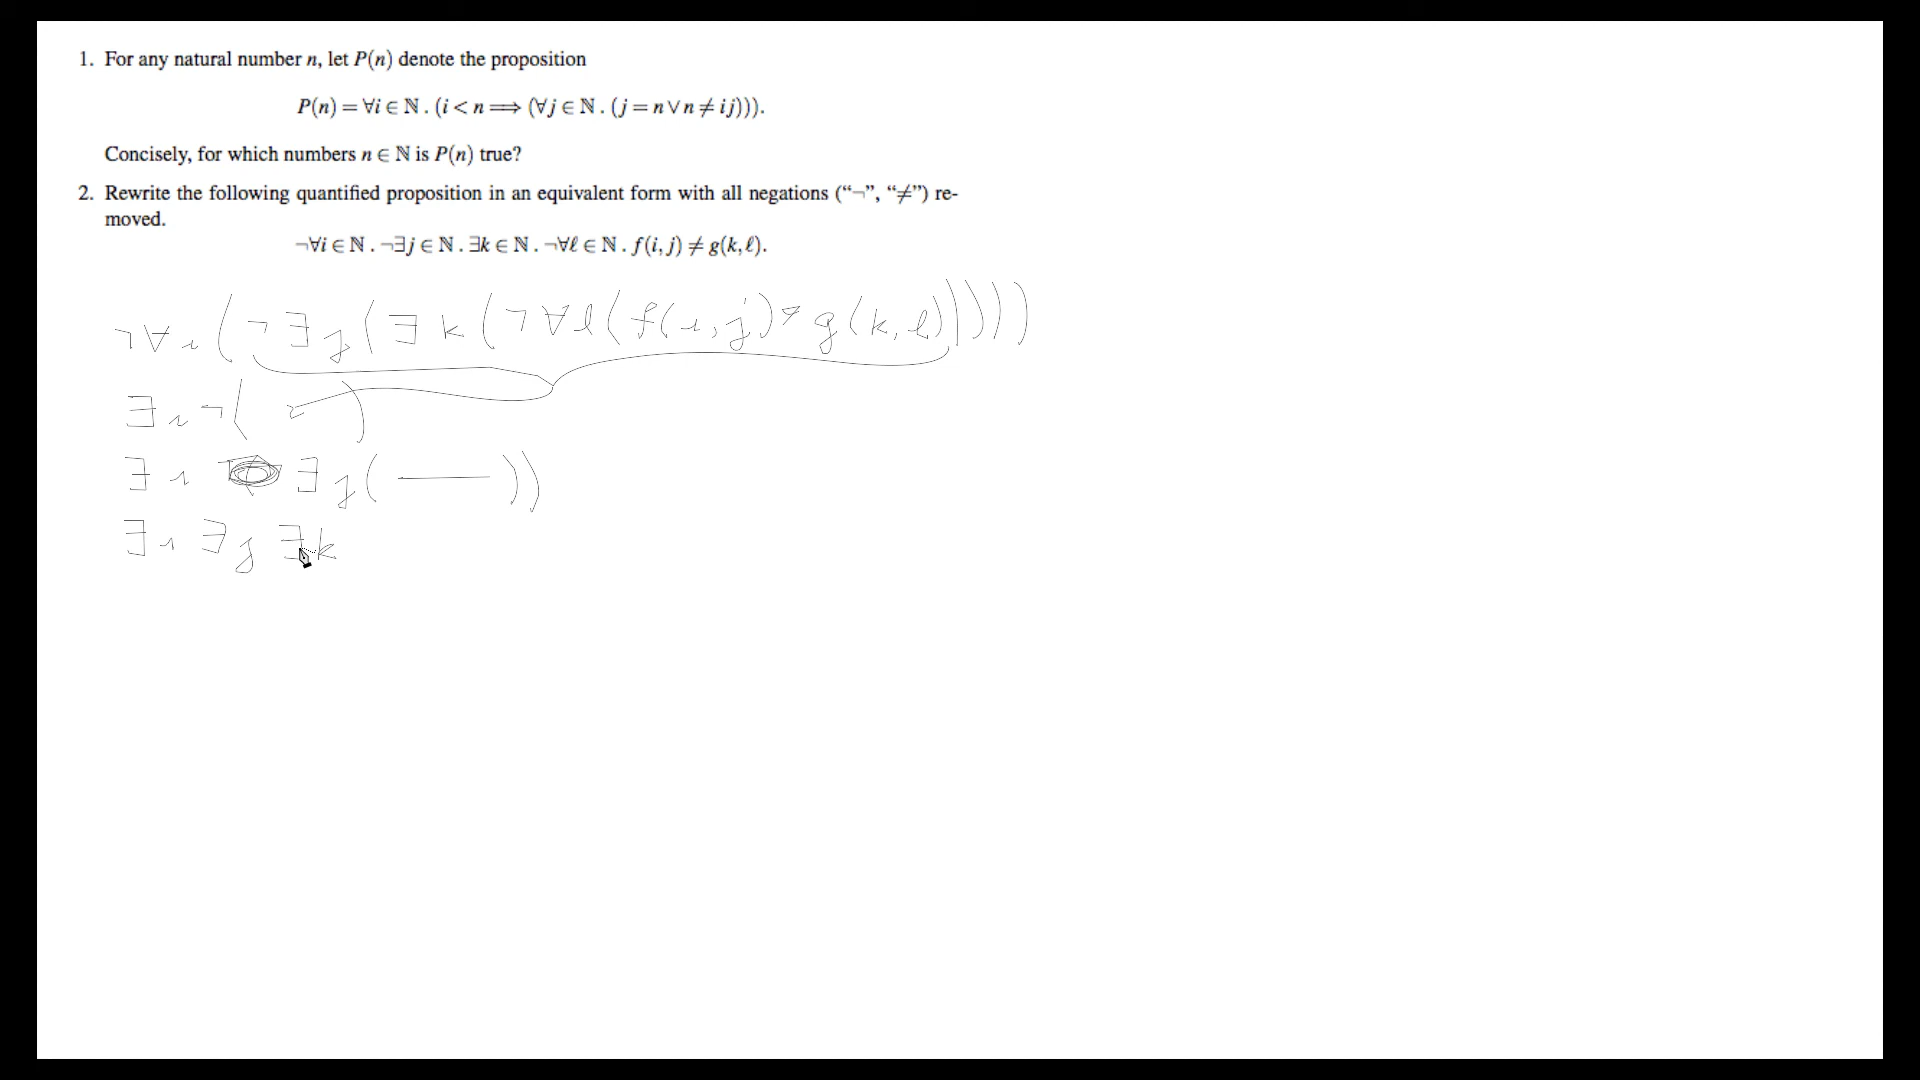 1. For any natural number n, let P(n) denote the proposition
P(n) = ∀i ∈ ℕ . (i < n ⟹ (∀j ∈ ℕ . (j = n ∨ n ≠ ij))).
Concisely, for which numbers n ∈ ℕ is P(n) true?
2. Rewrite the following quantified proposition in an equivalent form with all negations (“¬”, “≠”) re-
moved.
¬∀i ∈ ℕ . ¬∃j ∈ ℕ . ∃k ∈ ℕ . ¬∀ℓ ∈ ℕ . f(i, j) ≠ g(k, ℓ).
¬∀i(¬∃j(∃k(¬∀l(f(i,j)≠g(k,l)))))
∃i¬( )
∃i ∃j( — ))
∃i ∃j ∃k